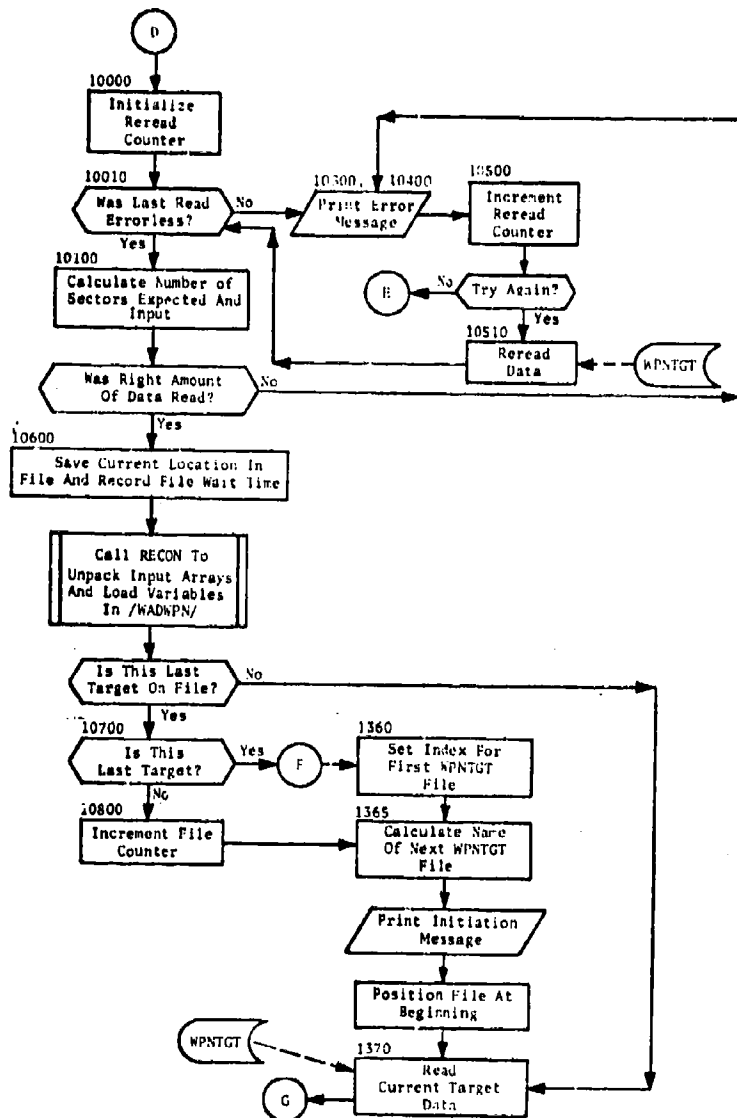 D
10000
Initialize
Reread
Counter
10010
Was Last Read
Errorless?
No
Yes
10300, 10400
Print Error
Message
10500
Increment
Reread
Counter
Try Again?
No
Yes
10510
Reread
Data
WPNTGT
10100
Calculate Number of
Sectors Expected And
Input
Was Right Amount
Of Data Read?
No
Yes
10600
Save Current Location In
File And Record File Wait Time
Call RECON To
Unpack Input Arrays
And Load Variables
In /WADWPN/
Is This Last
Target On File?
No
Yes
10700
Is This
Last Target?
Yes
F
No
1360
Set Index For
First WPNTGT
File
10800
Increment File
Counter
1365
Calculate Name
Of Next WPNTGT
File
Print Initiation
Message
Position File At
Beginning
WPNTGT
1370
Read
Current Target
Data
G